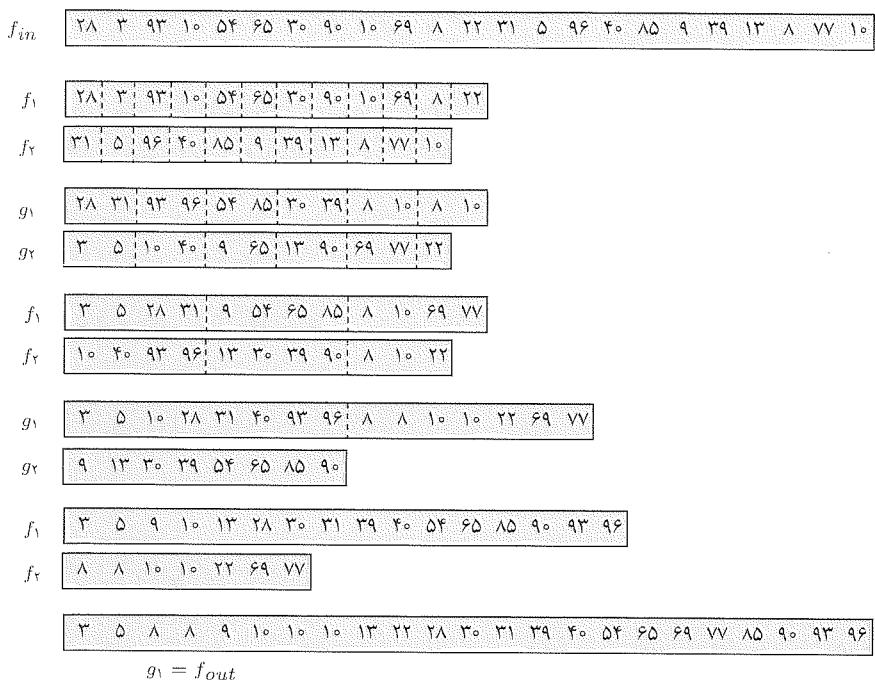 f_in ۲۸ ۳ ۹۳ ۱۰ ۵۴ ۶۵ ۳۰ ۹۰ ۱۰ ۶۹ ۸ ۲۲ ۳۱ ۵ ۹۶ ۴۰ ۸۵ ۹ ۳۹ ۱۳ ۸ ۷۷ ۱۰
f۱ ۲۸ ۳ ۹۳ ۱۰ ۵۴ ۶۵ ۳۰ ۹۰ ۱۰ ۶۹ ۸ ۲۲
f۲ ۳۱ ۵ ۹۶ ۴۰ ۸۵ ۹ ۳۹ ۱۳ ۸ ۷۷ ۱۰
g۱ ۲۸ ۳۱ ۹۳ ۹۶ ۵۴ ۸۵ ۳۰ ۳۹ ۸ ۱۰ ۸ ۱۰
g۲ ۳ ۵ ۱۰ ۴۰ ۹ ۶۵ ۱۳ ۹۰ ۶۹ ۷۷ ۲۲
f۱ ۳ ۵ ۲۸ ۳۱ ۹ ۵۴ ۶۵ ۸۵ ۸ ۱۰ ۶۹ ۷۷
f۲ ۱۰ ۴۰ ۹۳ ۹۶ ۱۳ ۳۰ ۳۹ ۹۰ ۸ ۱۰ ۲۲
g۱ ۳ ۵ ۱۰ ۲۸ ۳۱ ۴۰ ۹۳ ۹۶ ۸ ۸ ۱۰ ۱۰ ۲۲ ۶۹ ۷۷
g۲ ۹ ۱۳ ۳۰ ۳۹ ۵۴ ۶۵ ۸۵ ۹۰
f۱ ۳ ۵ ۹ ۱۰ ۱۳ ۲۸ ۳۰ ۳۱ ۳۹ ۴۰ ۵۴ ۶۵ ۸۵ ۹۰ ۹۳ ۹۶
f۲ ۸ ۸ ۱۰ ۱۰ ۲۲ ۶۹ ۷۷
۳ ۵ ۸ ۸ ۹ ۱۰ ۱۰ ۱۰ ۱۳ ۲۲ ۲۸ ۳۰ ۳۱ ۳۹ ۴۰ ۵۴ ۶۵ ۶۹ ۷۷ ۸۵ ۹۰ ۹۳ ۹۶
g۱ = f_out